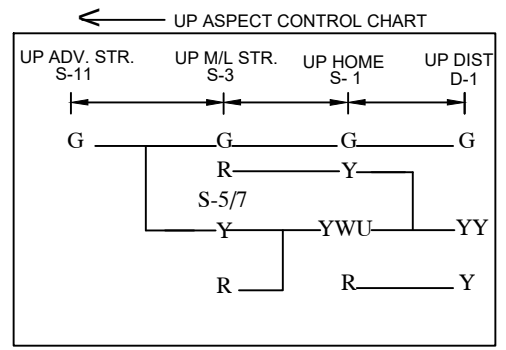 UP ASPECT CONTROL CHART
UP ADV. STR. UP M/L STR. UP HOME UP DIST
S-11 S-3 S- 1 D-1
G G G G
R Y
S-5/7
Y YWU YY
R R Y